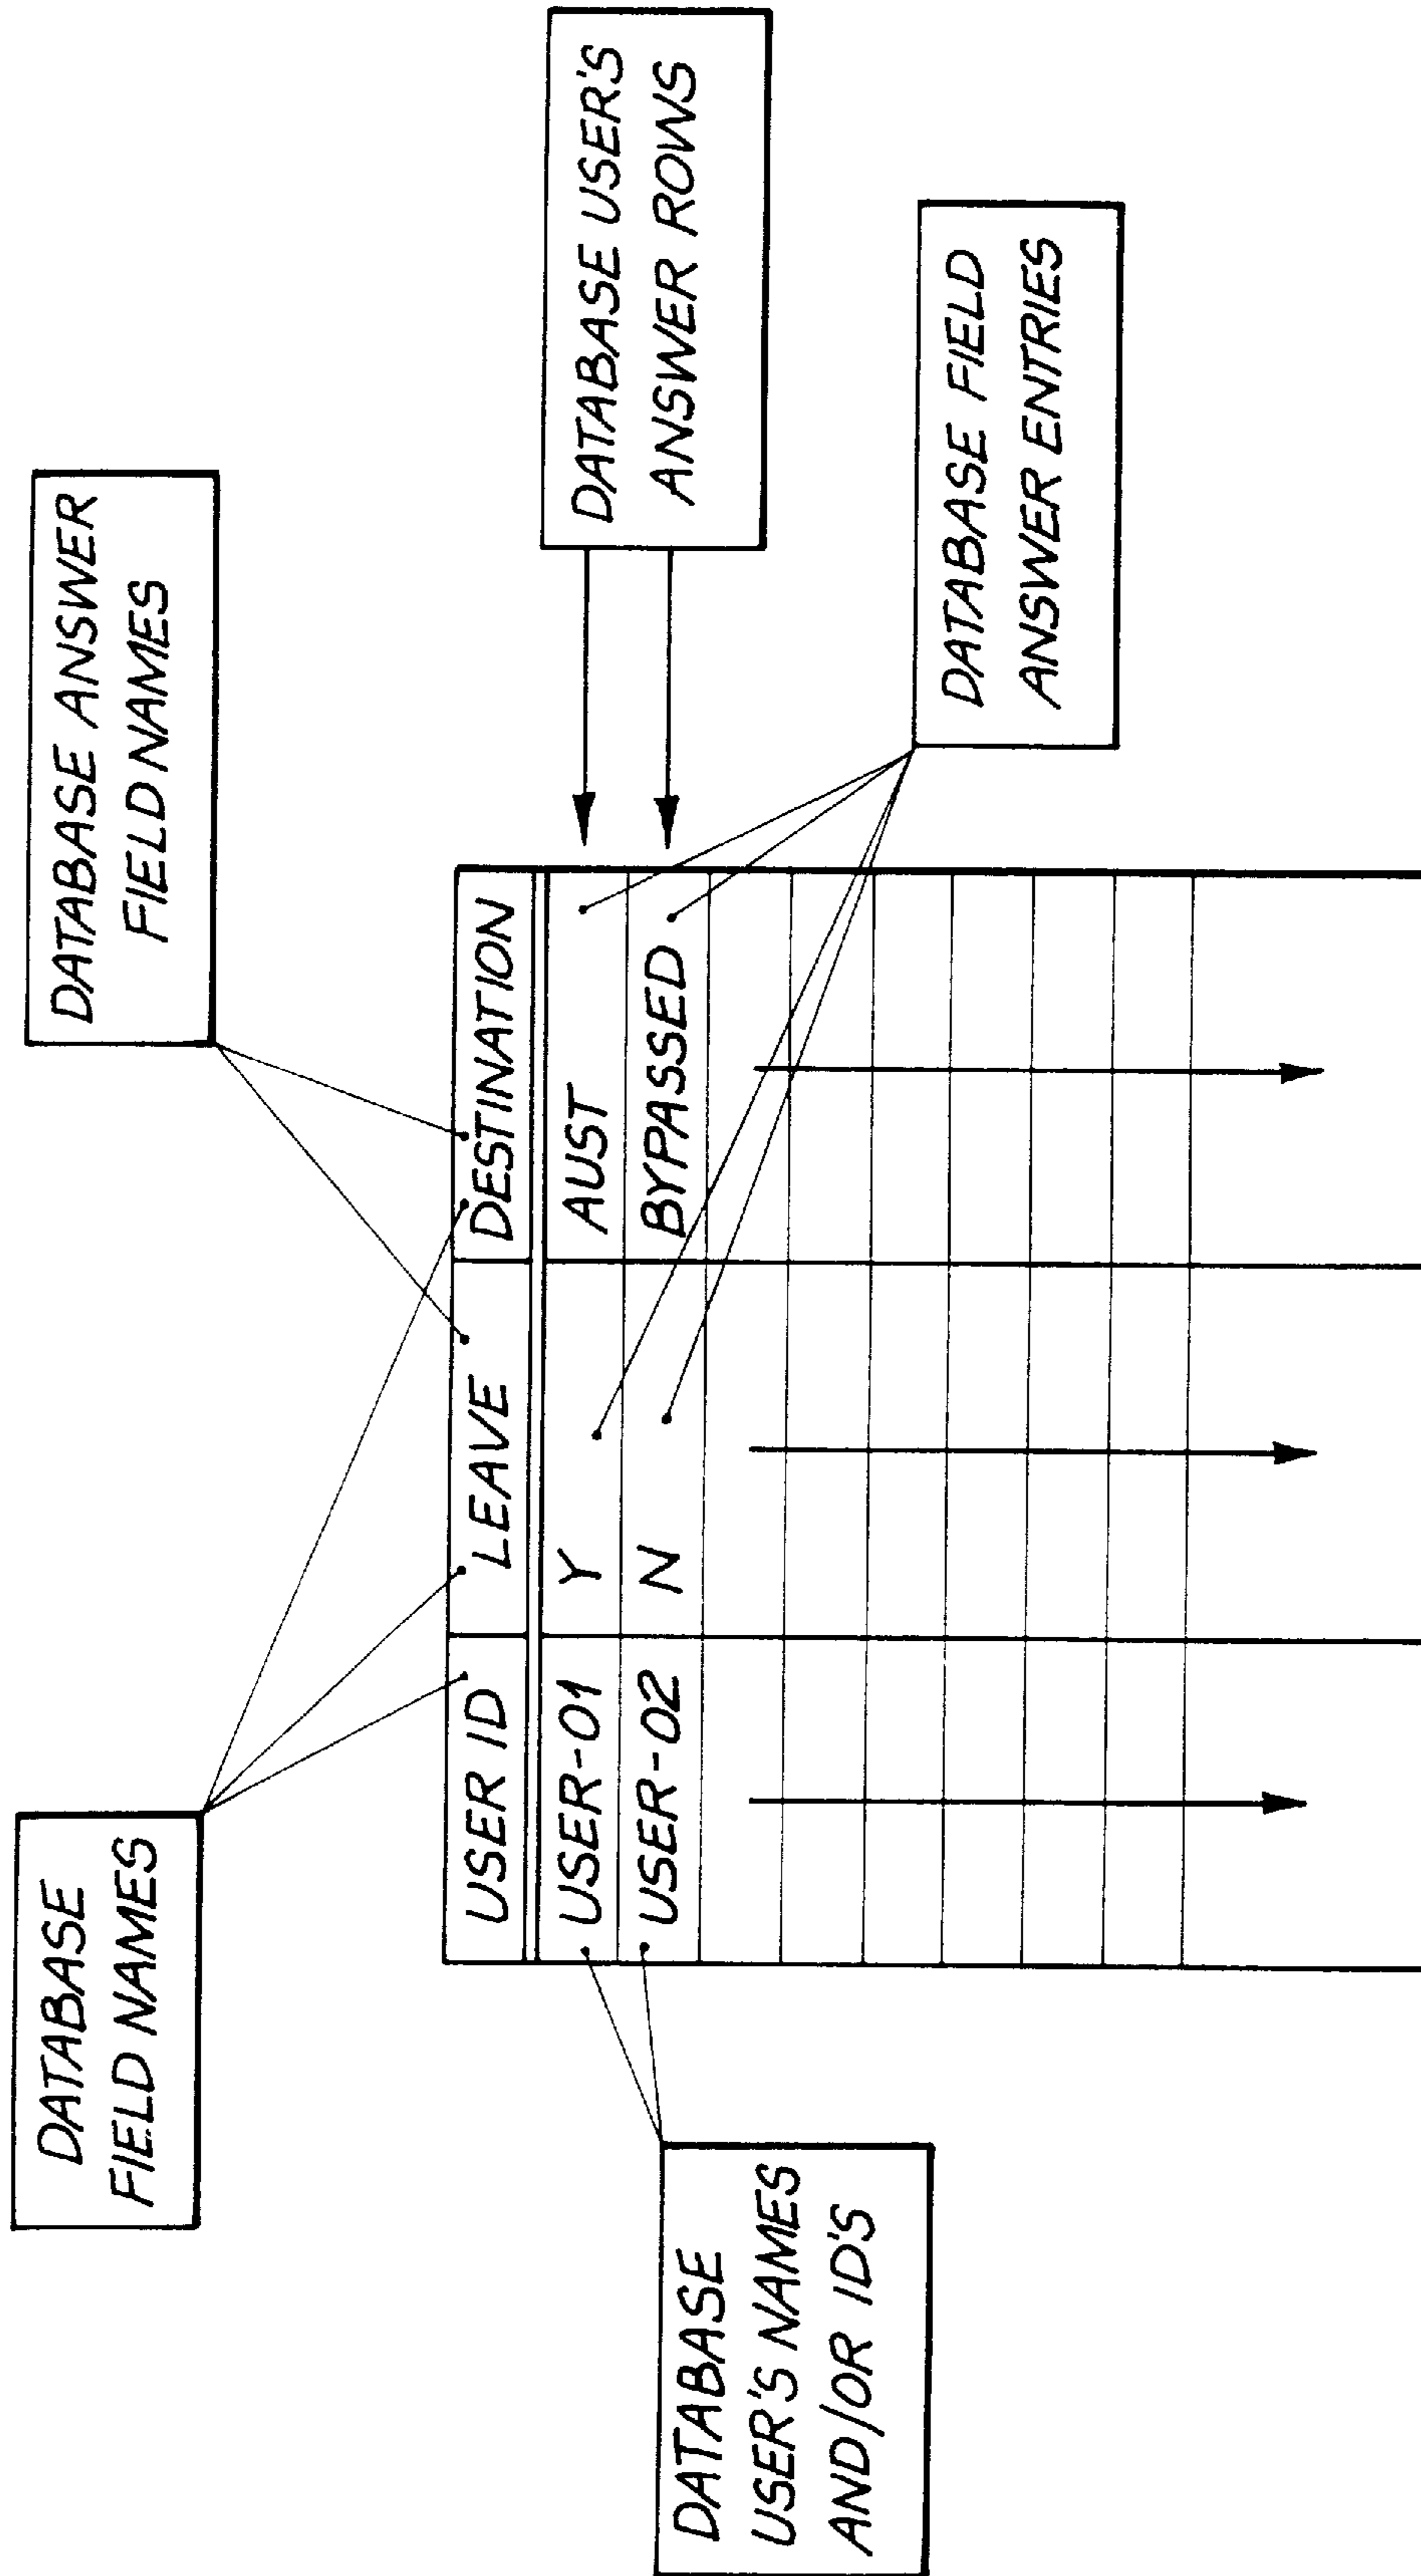 DATABASE
FIELD NAMES
DATABASE ANSWER
FIELD NAMES
USER ID LEAVE DESTINATION
USER-01 Y AUST
USER-02 N BYPASSED
DATABASE USER'S
ANSWER ROWS
DATABASE
USER'S NAMES
AND/OR ID'S
DATABASE FIELD
ANSWER ENTRIES